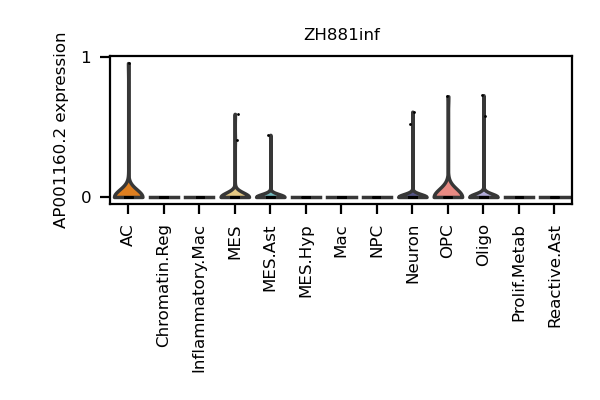 ZH881inf
AP001160.2 expression
1
0
AC
Chromatin.Reg
Inflammatory.Mac
MES
MES.Ast
MES.Hyp
Mac
NPC
Neuron
OPC
Oligo
Prolif.Metab
Reactive.Ast